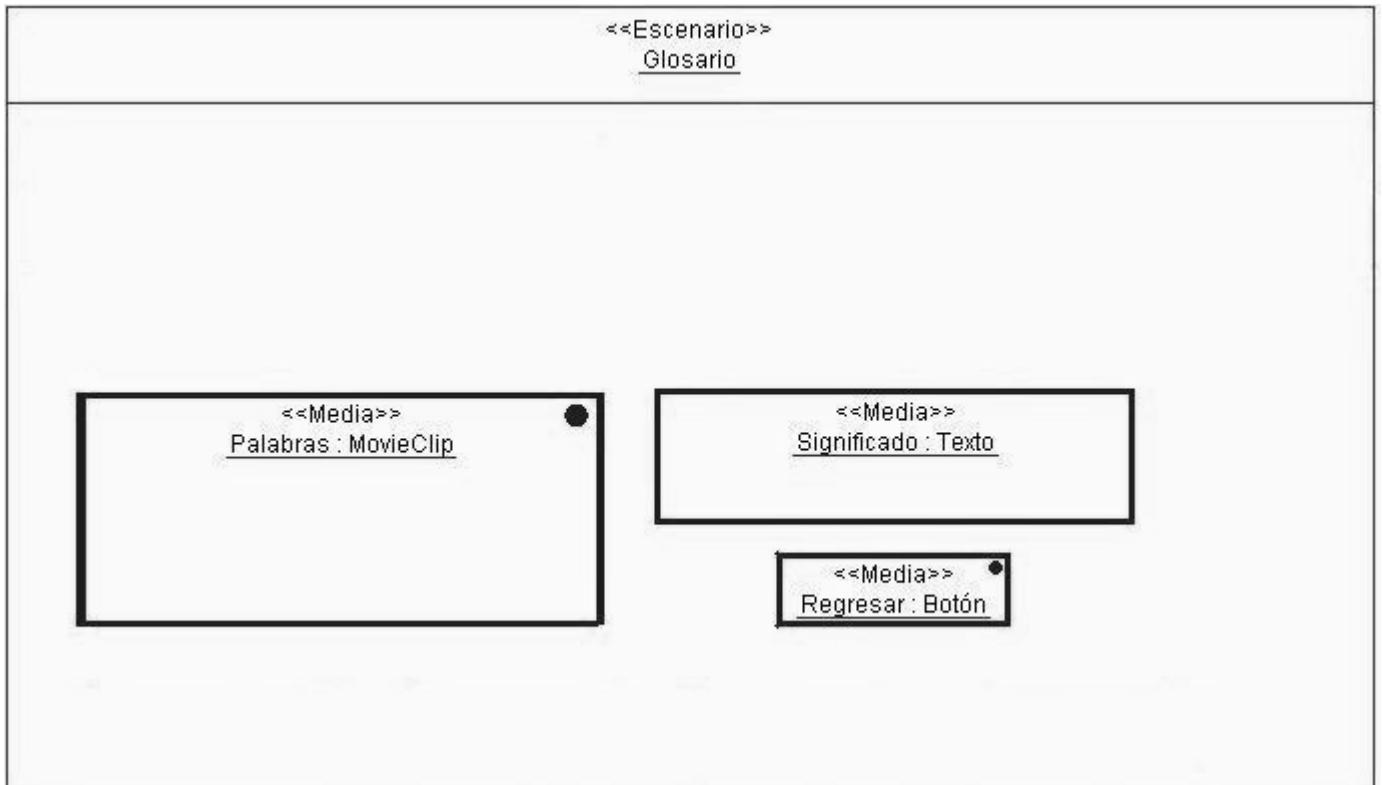 <<Escenario>>
Glosario
<<Media>>
Palabras : MovieClip
<<Media>>
Significado : Texto
<<Media>>
Regresar : Botón